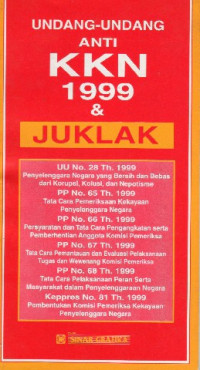 UNDANG-UNDANG
ANTI
KKN
1999
&
JUKLAK
UU No. 28 Th. 1999
Penyelenggara Negara yang Bersih dan Bebas
dari Korupsi, Kolusi, dan Nepotisme
PP No. 65 Th. 1999
Tata Cara Pemeriksaan Kekayaan
Penyelenggara Negara
PP No. 66 Th. 1999
Persyaratan dan Tata Cara Pengangkatan serta
Pemberhentian Anggota Komisi Pemeriksa
PP No. 67 Th. 1999
Tata Cara Pemantauan dan Evaluasi Pelaksanaan
Tugas dan Wewenang Komisi Pemeriksa
PP No. 68 Th. 1999
Tata Cara Pelaksanaan Peran Serta
Masyarakat dalam Penyelenggaraan Negara
Keppres No. 81 Th. 1999
Pembentukan Komisi Pemeriksa Kekayaan
Penyelenggara Negara
SINAR GRAFIKA